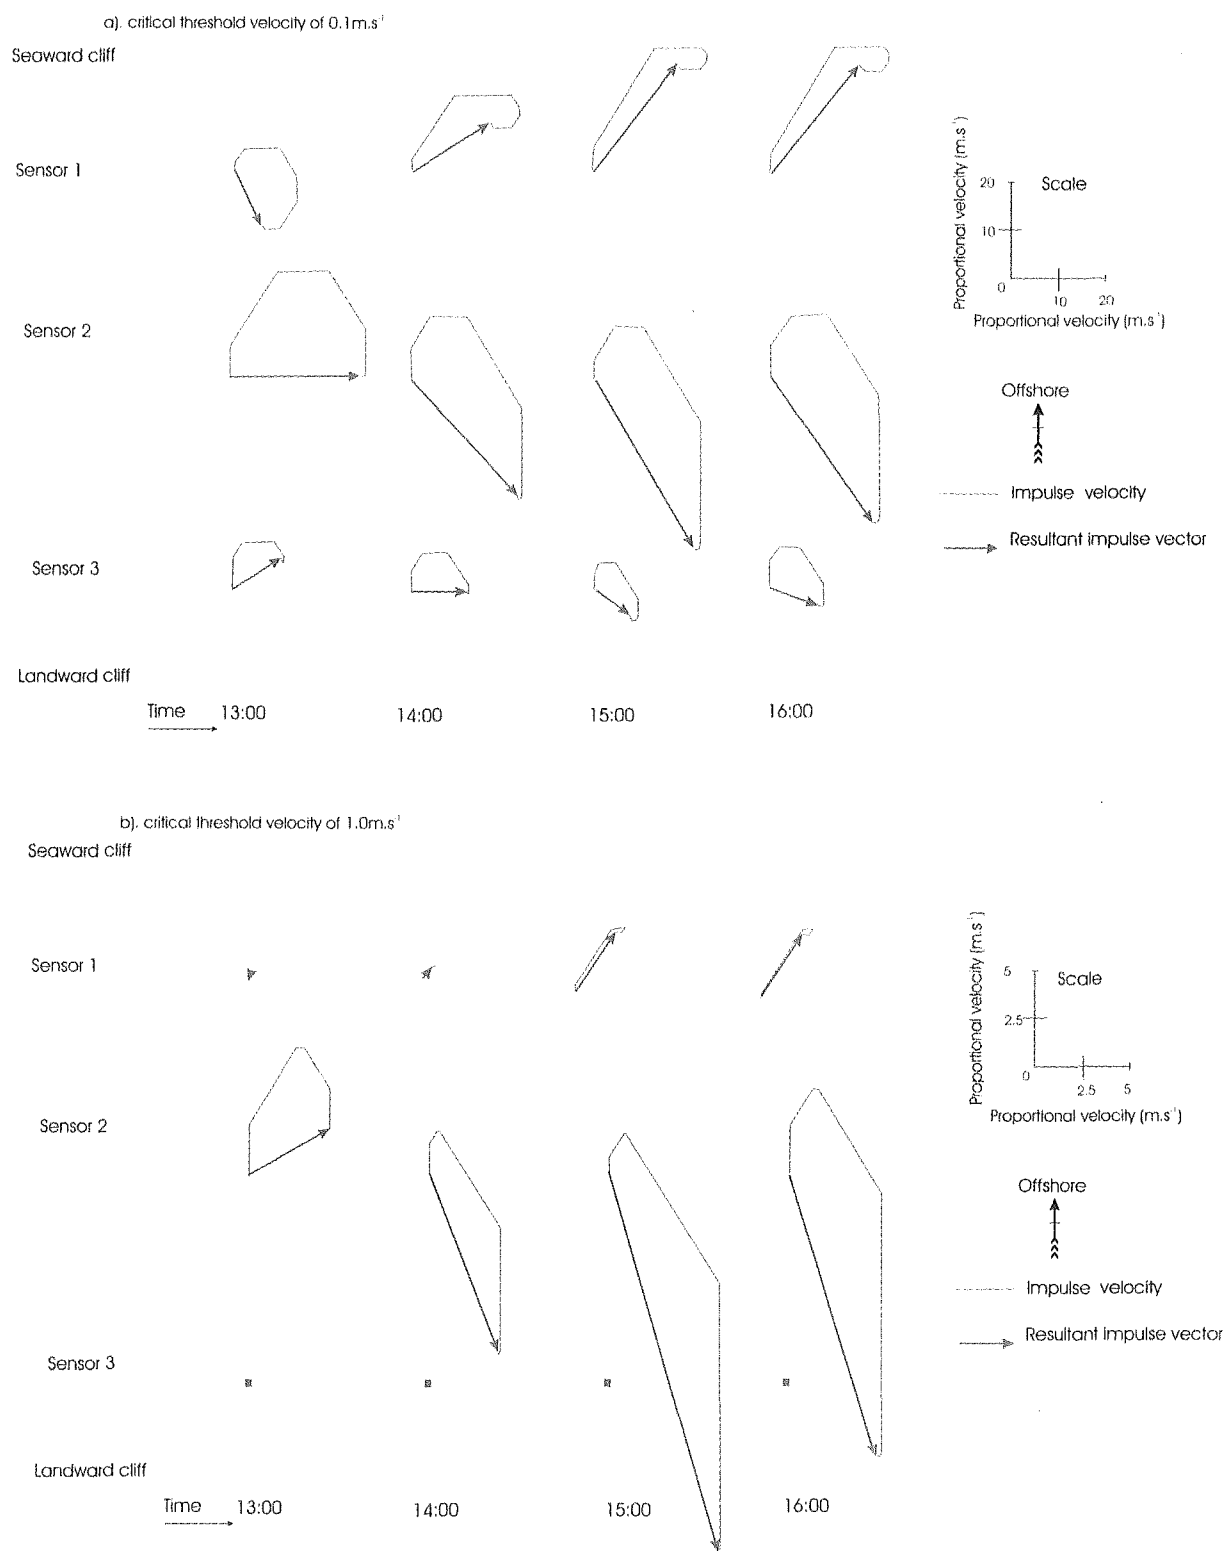 a). critical threshold velocity of 0.1m.s⁻¹
Seaward cliff
Sensor 1
Sensor 2
Sensor 3
Landward cliff
Time 13:00 14:00 15:00 16:00
Proportional velocity (m.s⁻¹)
20
10
0
Scale
10 20
Proportional velocity (m.s⁻¹)
Offshore
Impulse velocity
Resultant impulse vector
b). critical threshold velocity of 1.0m.s⁻¹
Seaward cliff
Sensor 1
Sensor 2
Sensor 3
Landward cliff
Time 13:00 14:00 15:00 16:00
Proportional velocity (m.s⁻¹)
5
2.5
0
Scale
2.5 5
Proportional velocity (m.s⁻¹)
Offshore
Impulse velocity
Resultant impulse vector